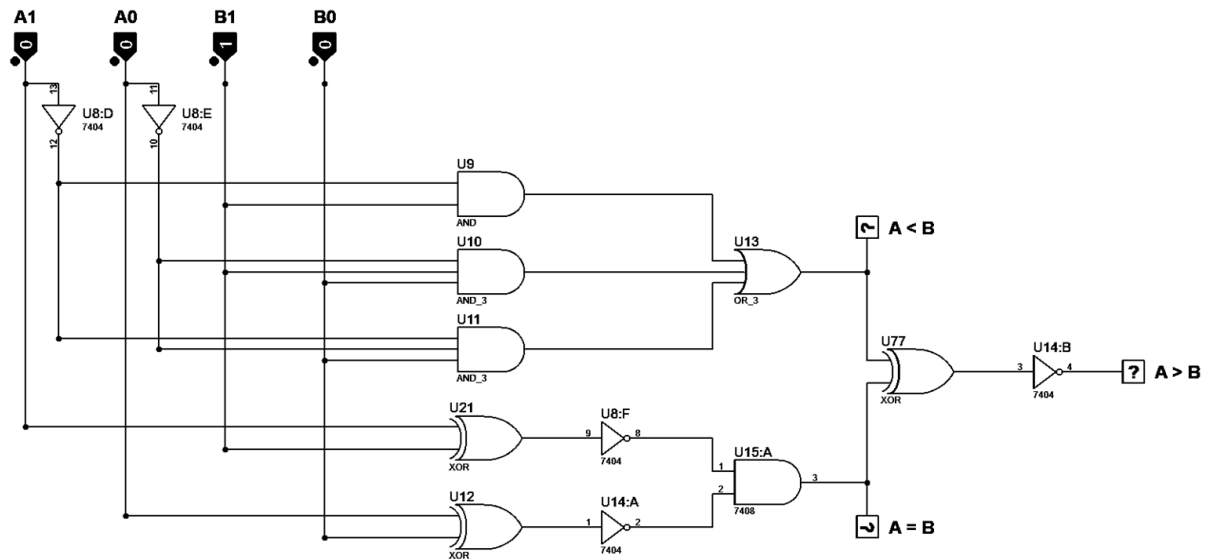 A1 A0 B1 B0
0 0 1 0
13 11
U8:D U8:E
7404 7404
12 10
U9
AND
U10
AND_3
U11
AND_3
U13
OR_3
? A < B
U77
XOR
3 U14:B 4
7404
? A > B
U21
XOR
9 U8:F 8
7404
U12
XOR
1 U14:A 2
7404
U15:A
1
2
3
7408
? A = B